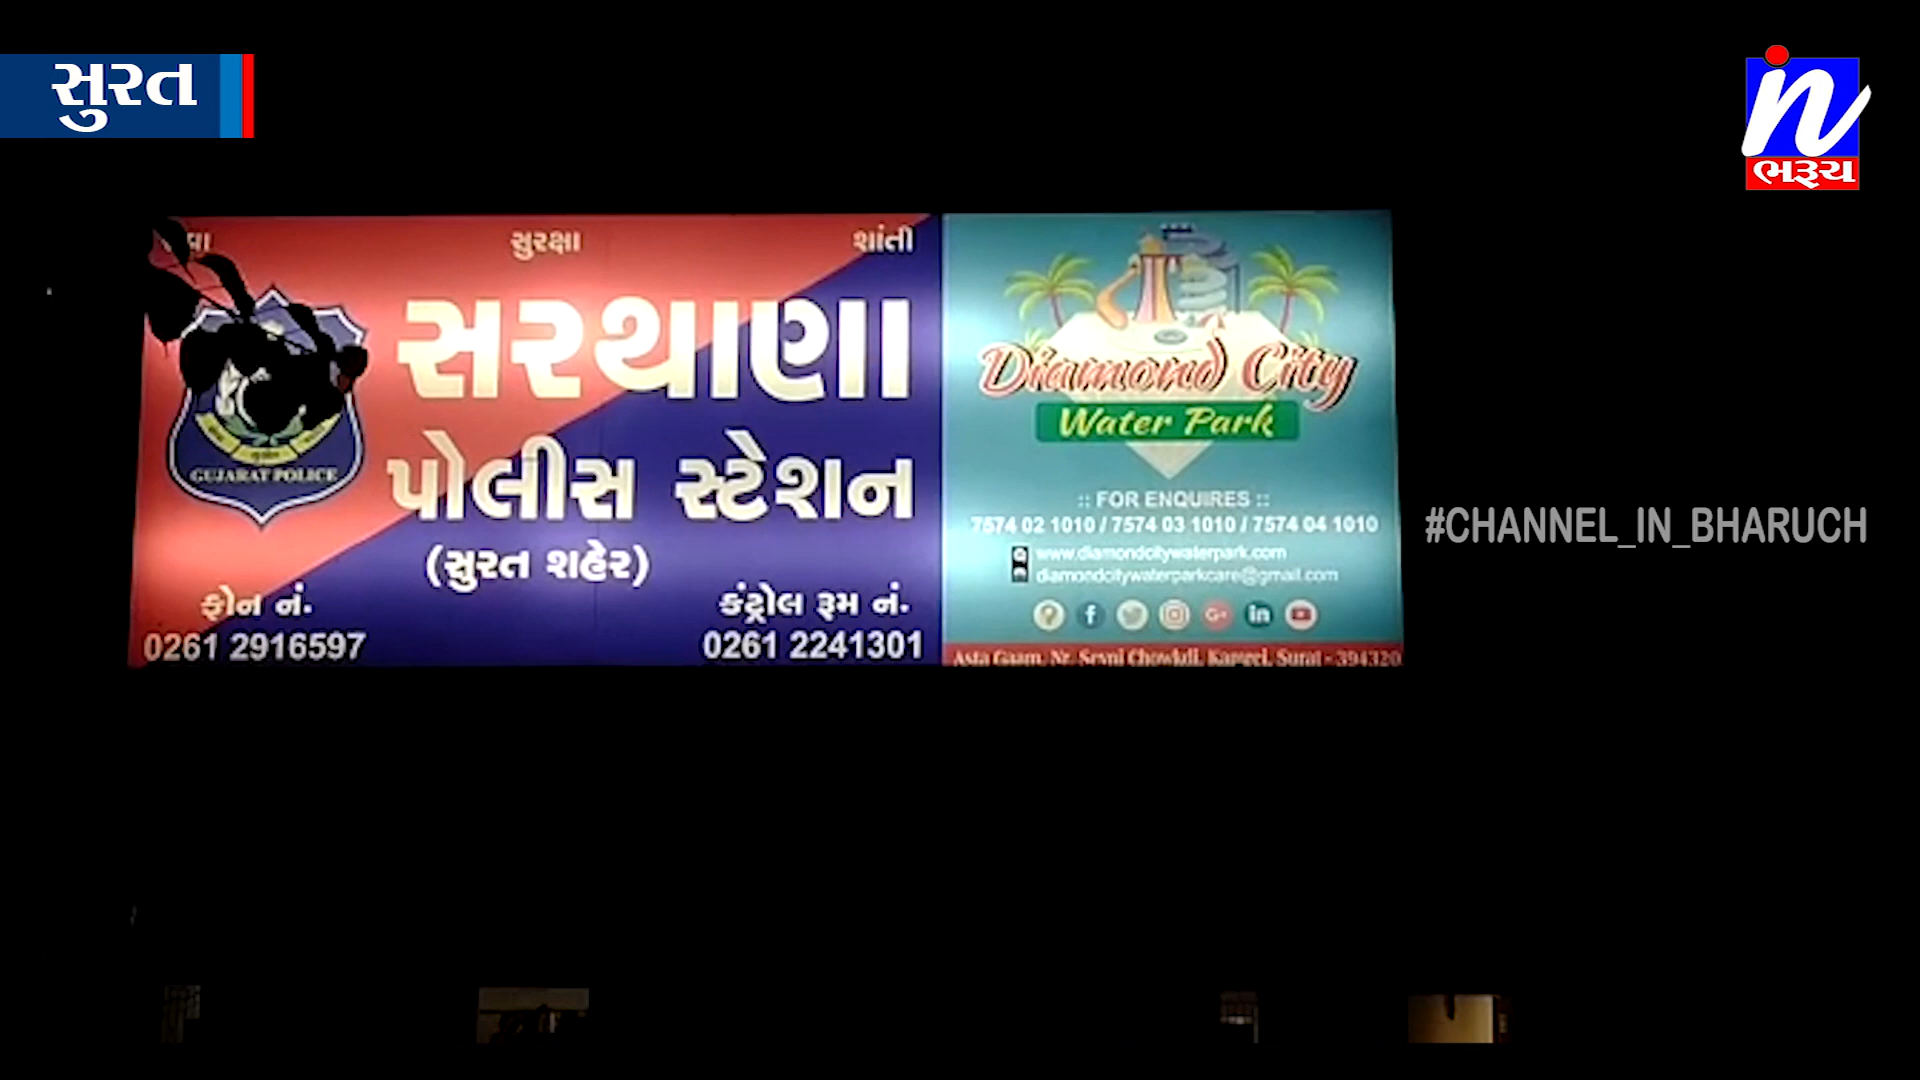 સુરત
in
ભરૂચ
સુરક્ષા શાંતી
સરથાણા
પોલીસ સ્ટેશન
(સુરત શહેર)
GUJARAT POLICE
ફોન નં.
0261 2916597
કંટ્રોલ રૂમ નં.
0261 2241301
Diamond City
Water Park
:: FOR ENQUIRES ::
7574 02 1010 / 7574 03 1010 / 7574 04 1010
www.diamondcitywaterpark.com
diamondcitywaterparkcare@gmail.com
Asta Gaam, Nr. Sevni Chowkdi, Kamrej, Surat - 394320
#CHANNEL_IN_BHARUCH